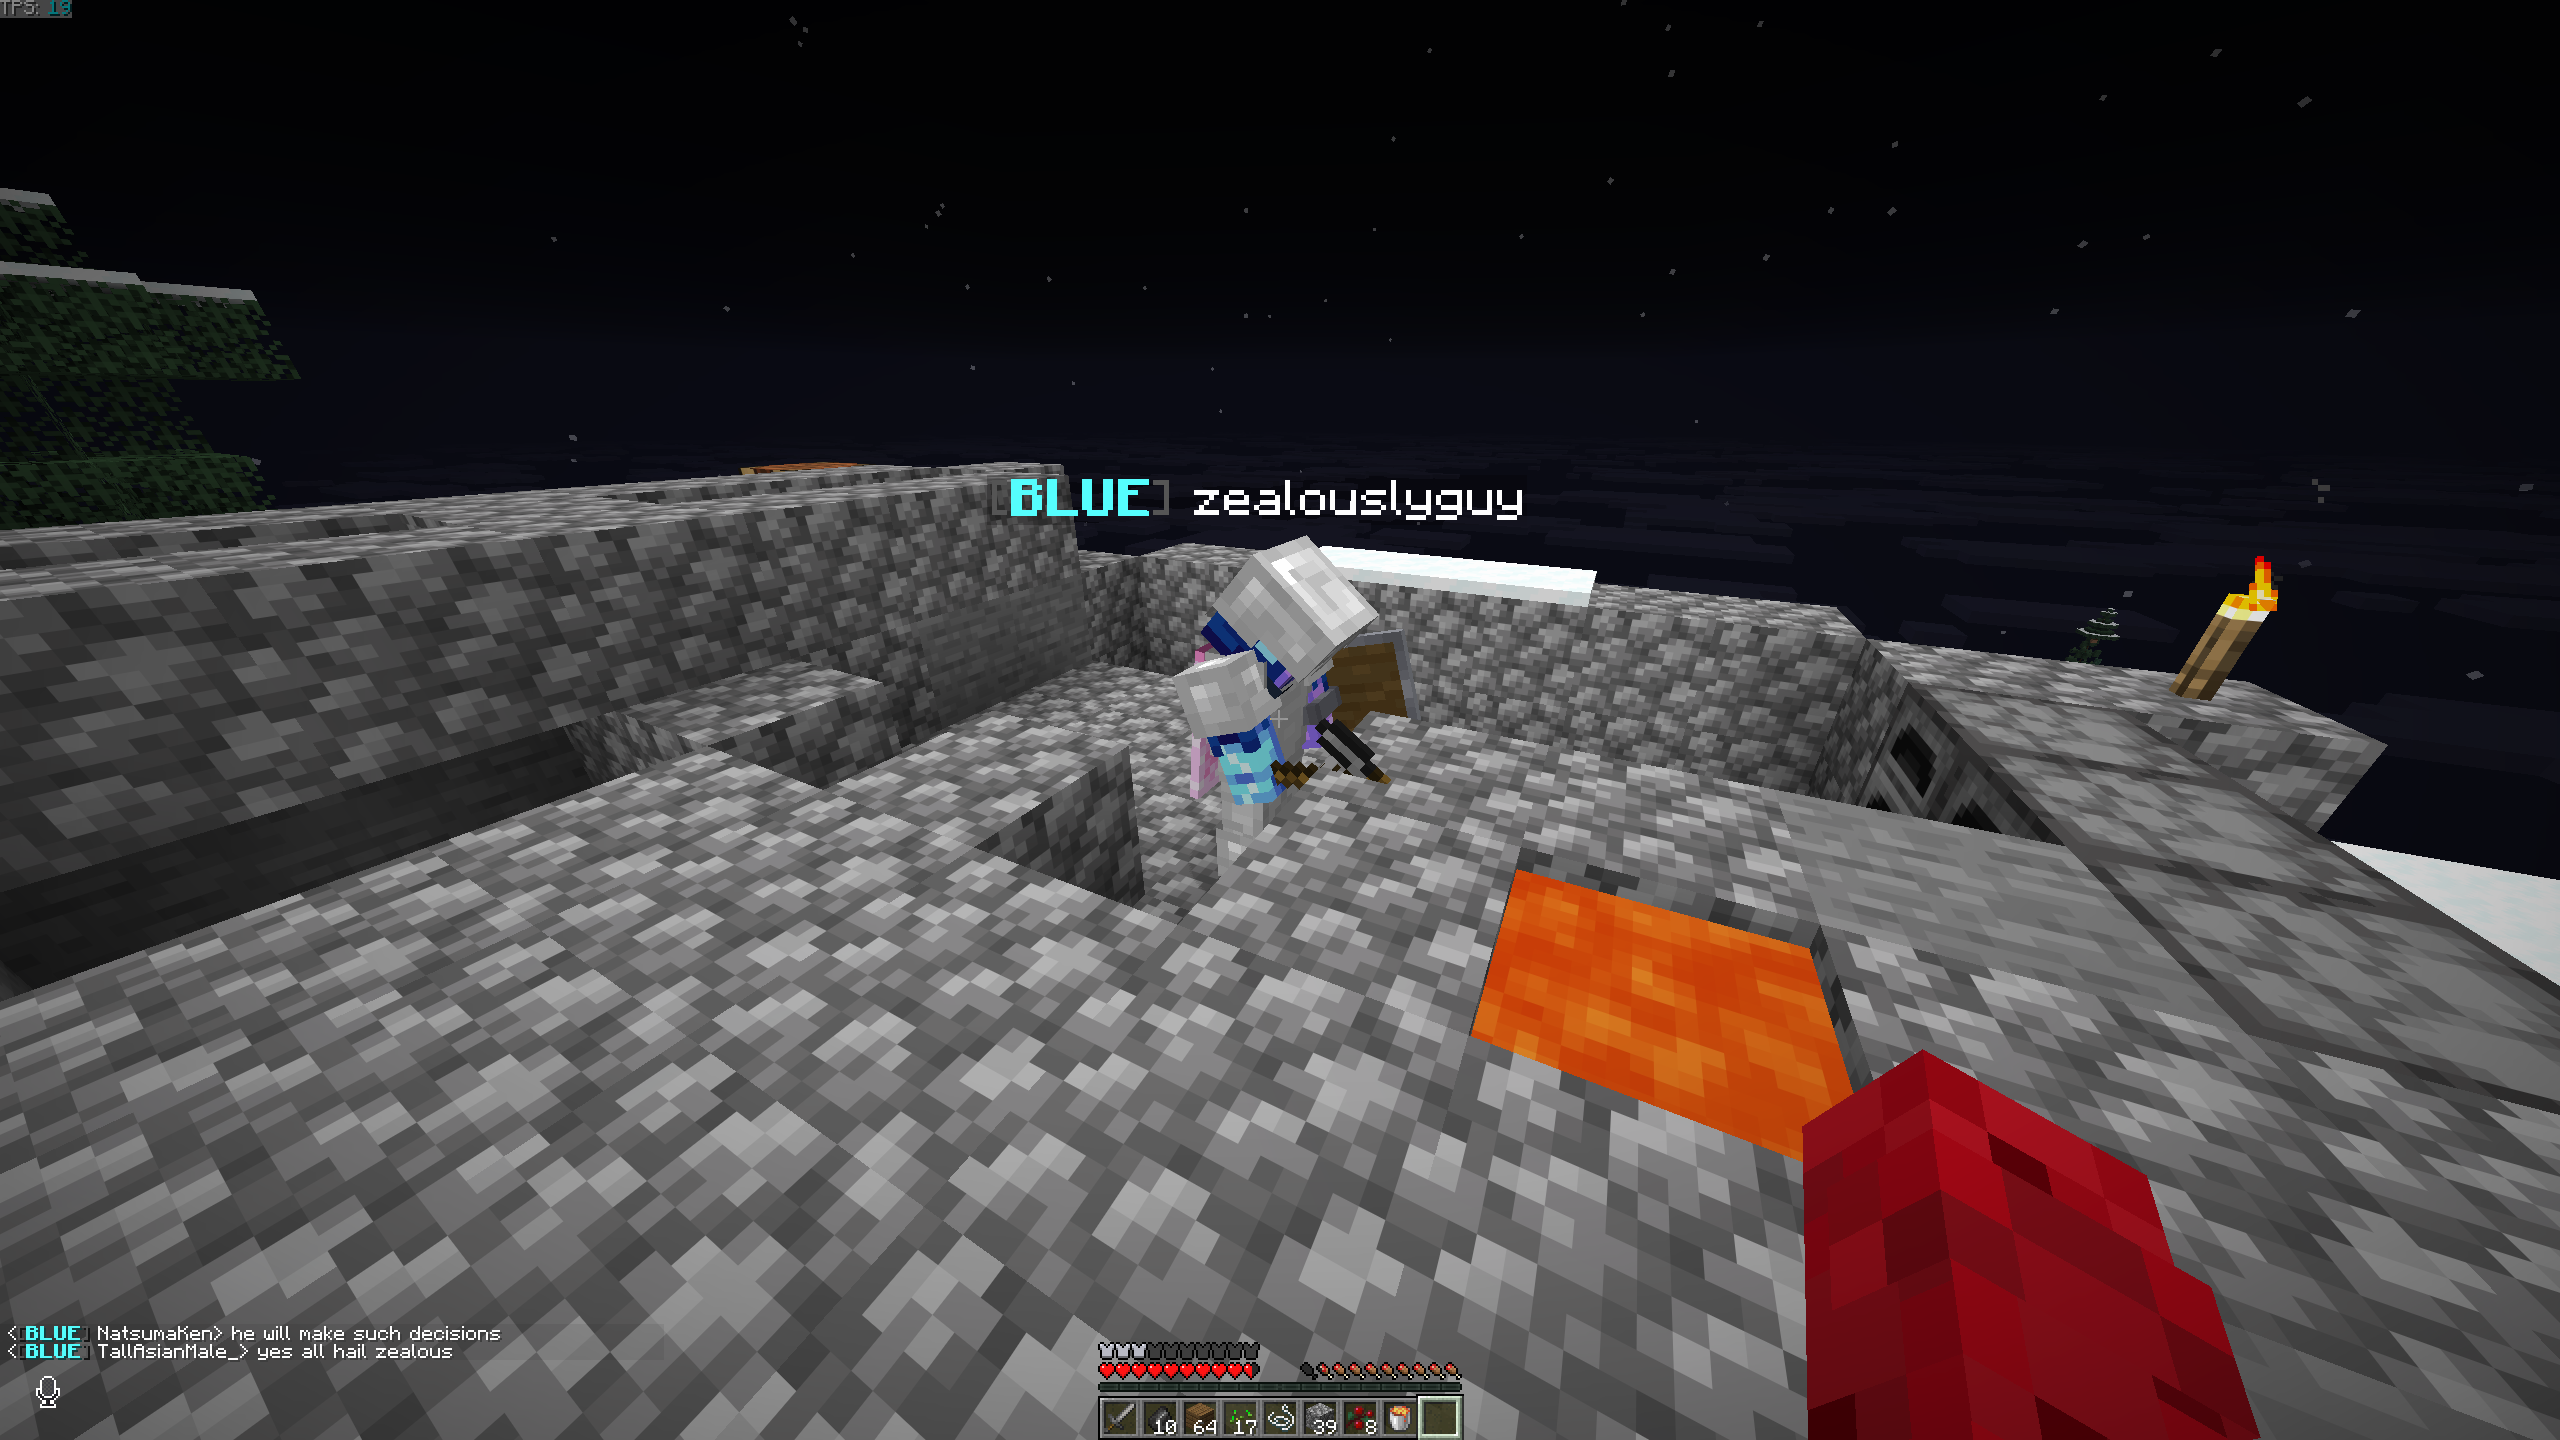 TPS: 19
[BLUE] zealouslyguy
<[BLUE] NatsumaKen> he will make such decisions
<[BLUE] TallAsianMale_> yes all hail zealous
10 64 17 39 8